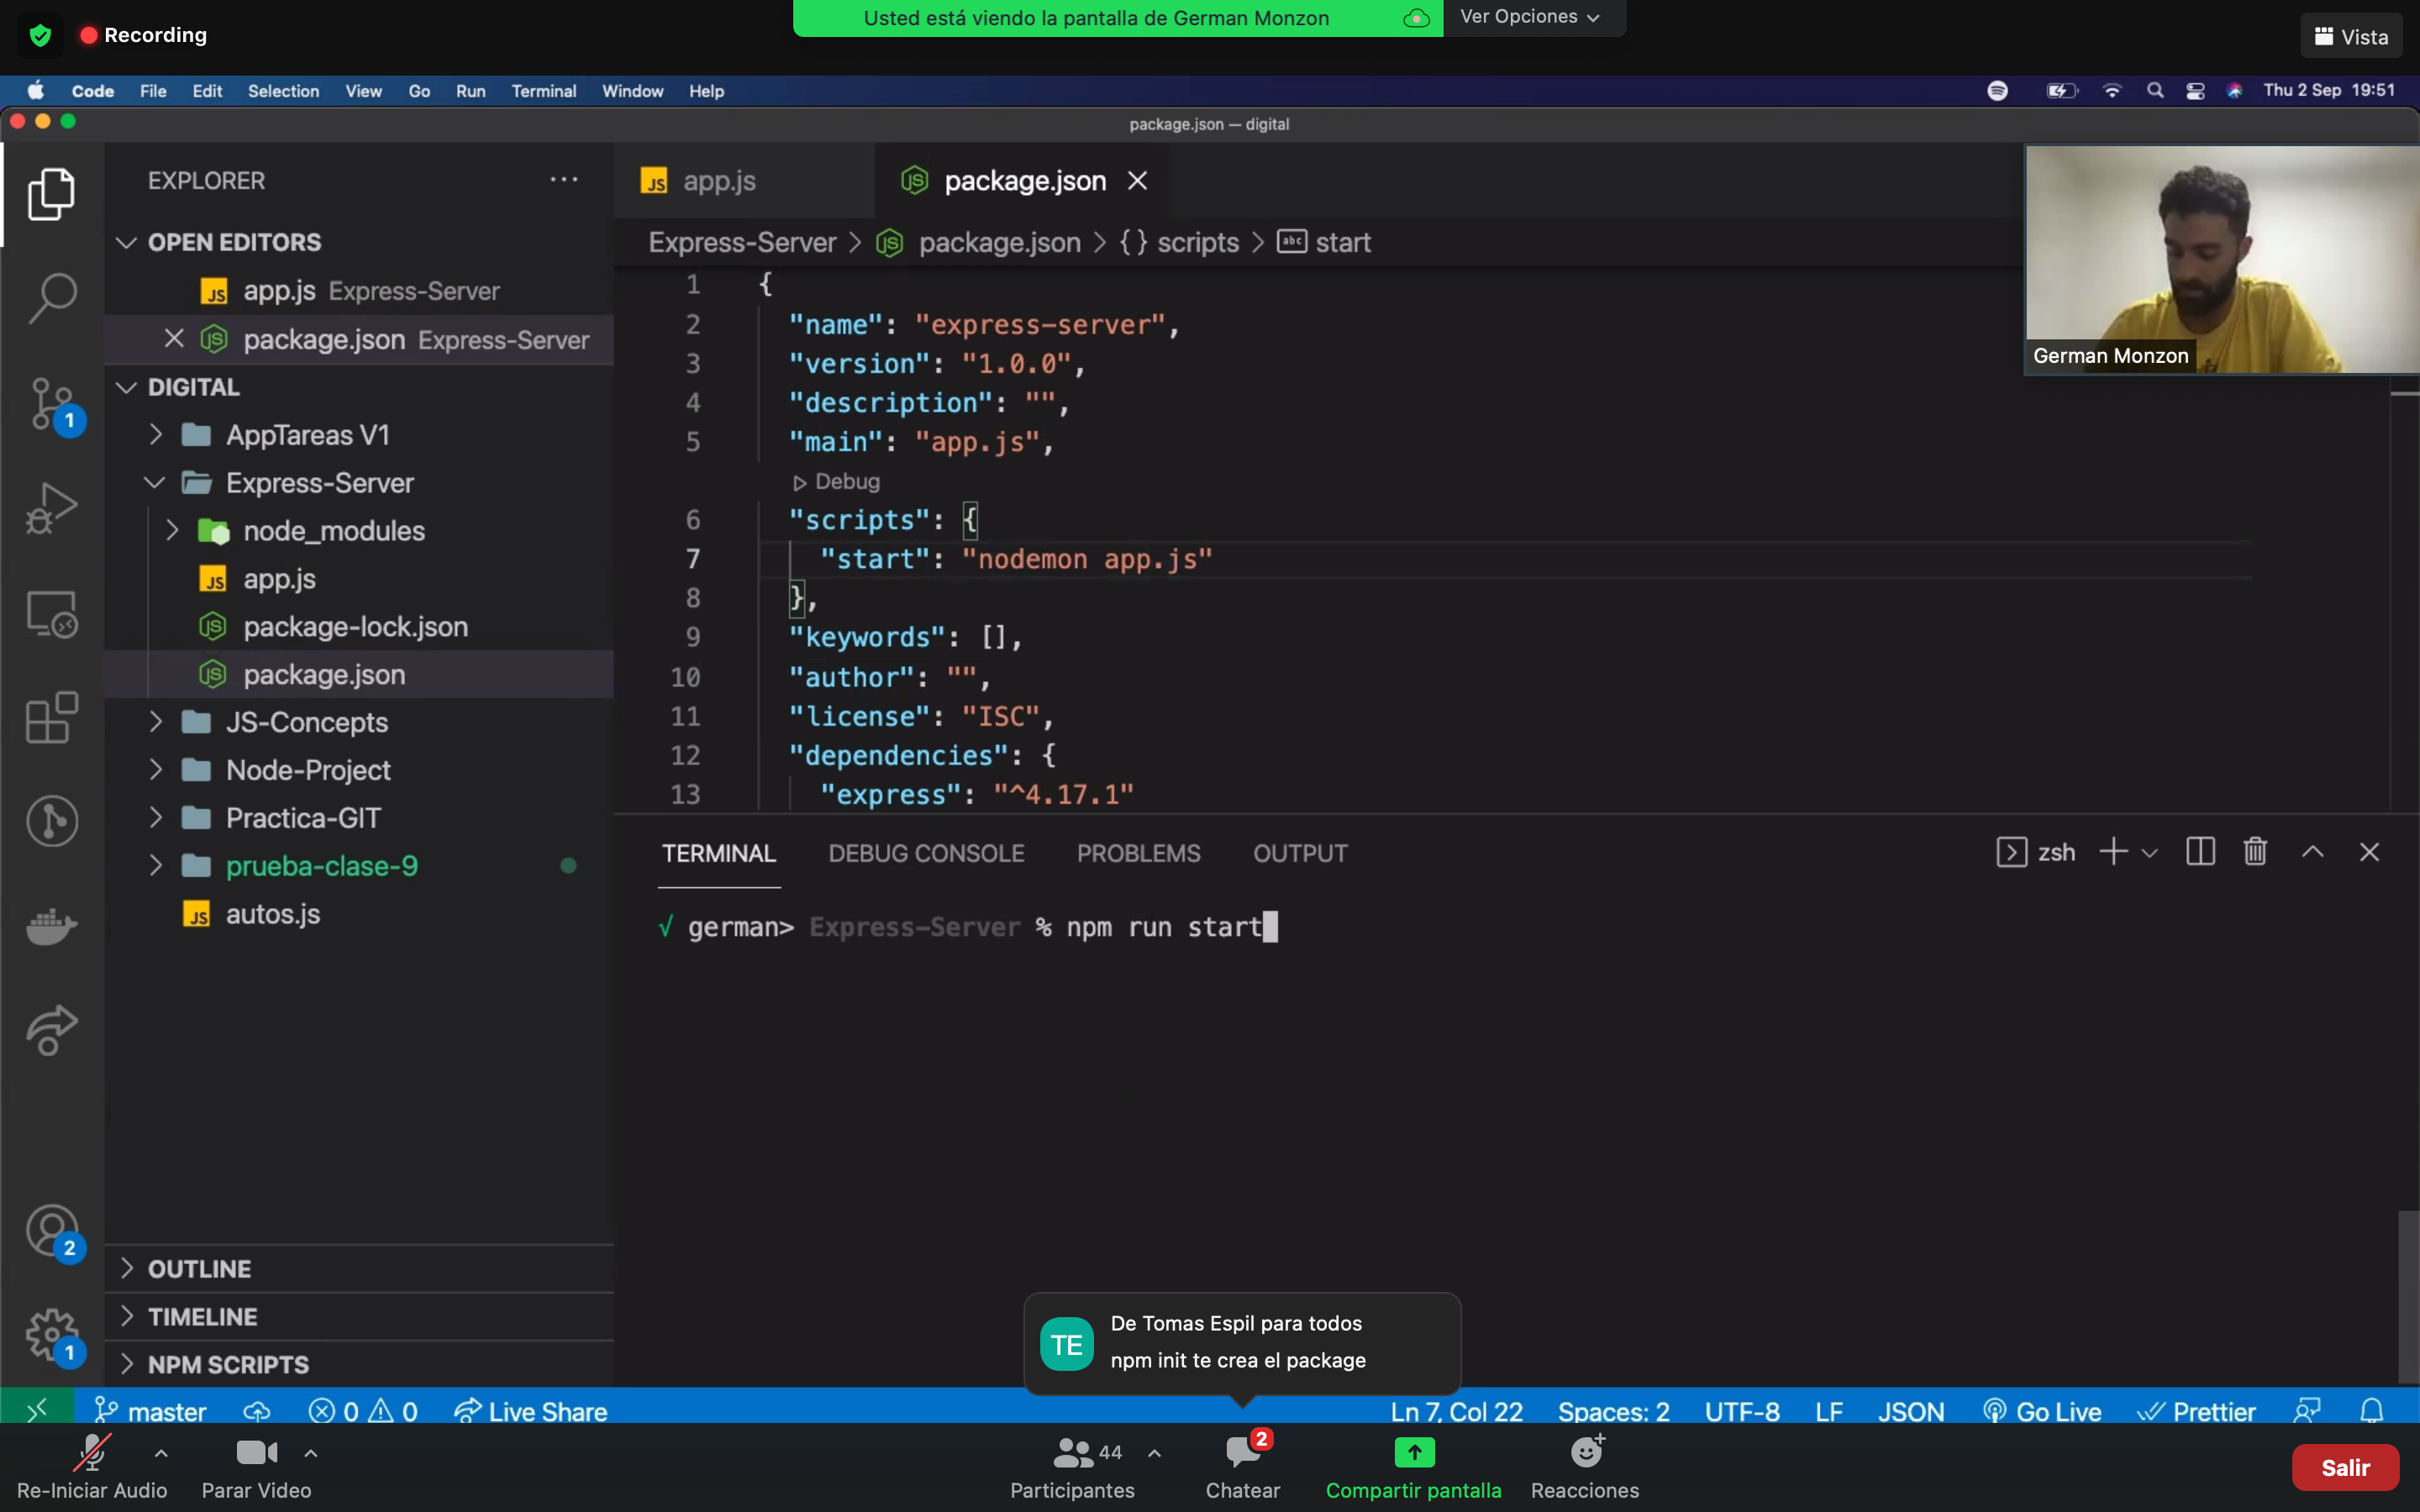 Recording
Usted está viendo la pantalla de German Monzon
Ver Opciones
Vista
Code File Edit Selection View Go Run Terminal Window Help
Thu 2 Sep 19:51
package.json — digital
EXPLORER
OPEN EDITORS
app.js Express-Server
package.json Express-Server
DIGITAL
AppTareas V1
Express-Server
node_modules
app.js
package-lock.json
package.json
JS-Concepts
Node-Project
Practica-GIT
prueba-clase-9
autos.js
OUTLINE
TIMELINE
NPM SCRIPTS
1
2
1
app.js
package.json
Express-Server > package.json > {} scripts > abc start
1 {
2 "name": "express-server",
3 "version": "1.0.0",
4 "description": "",
5 "main": "app.js",
Debug
6 "scripts": {
7 "start": "nodemon app.js"
8 },
9 "keywords": [],
10 "author": "",
11 "license": "ISC",
12 "dependencies": {
13 "express": "^4.17.1"
German Monzon
TERMINAL DEBUG CONSOLE PROBLEMS OUTPUT
zsh
√ german> Express-Server % npm run start
TE
De Tomas Espil para todos
npm init te crea el package
master 0 0 Live Share
Ln 7, Col 22 Spaces: 2 UTF-8 LF JSON Go Live Prettier
Re-Iniciar Audio
Parar Video
44
Participantes
2
Chatear
Compartir pantalla
Reacciones
Salir